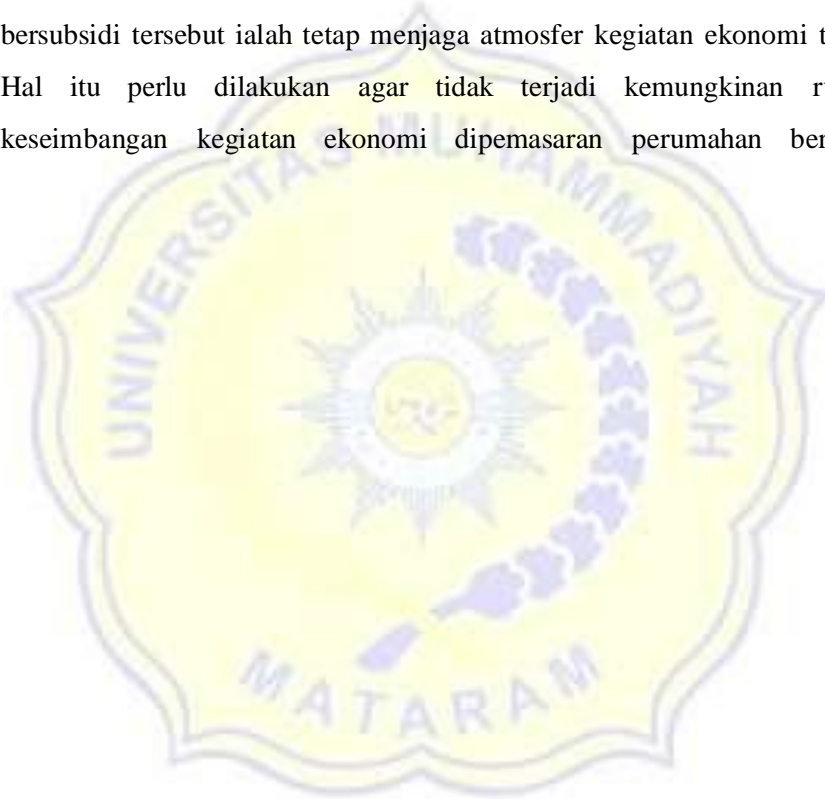 bersubsidi tersebut ialah tetap menjaga atmosfer kegiatan ekonomi
Hal itu perlu dilakukan agar tidak terjadi kemungkinan
keseimbangan kegiatan ekonomi dipemasaran perumahan
UNIVERSITAS MUHAMMADIYAH
MATARAM